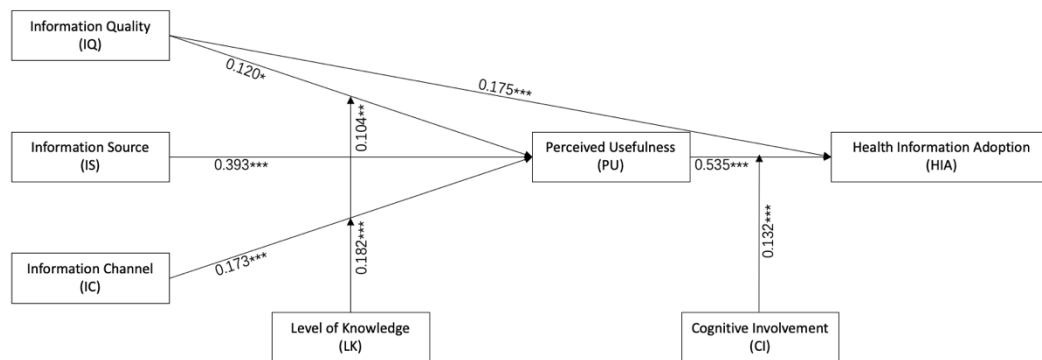 Information Quality
(IQ)
0.120*
0.175***
0.104**
Information Source
(IS)
0.393***
Perceived Usefulness
(PU)
0.535***
Health Information Adoption
(HIA)
0.182***
0.132***
Information Channel
(IC)
0.173***
Level of Knowledge
(LK)
Cognitive Involvement
(CI)